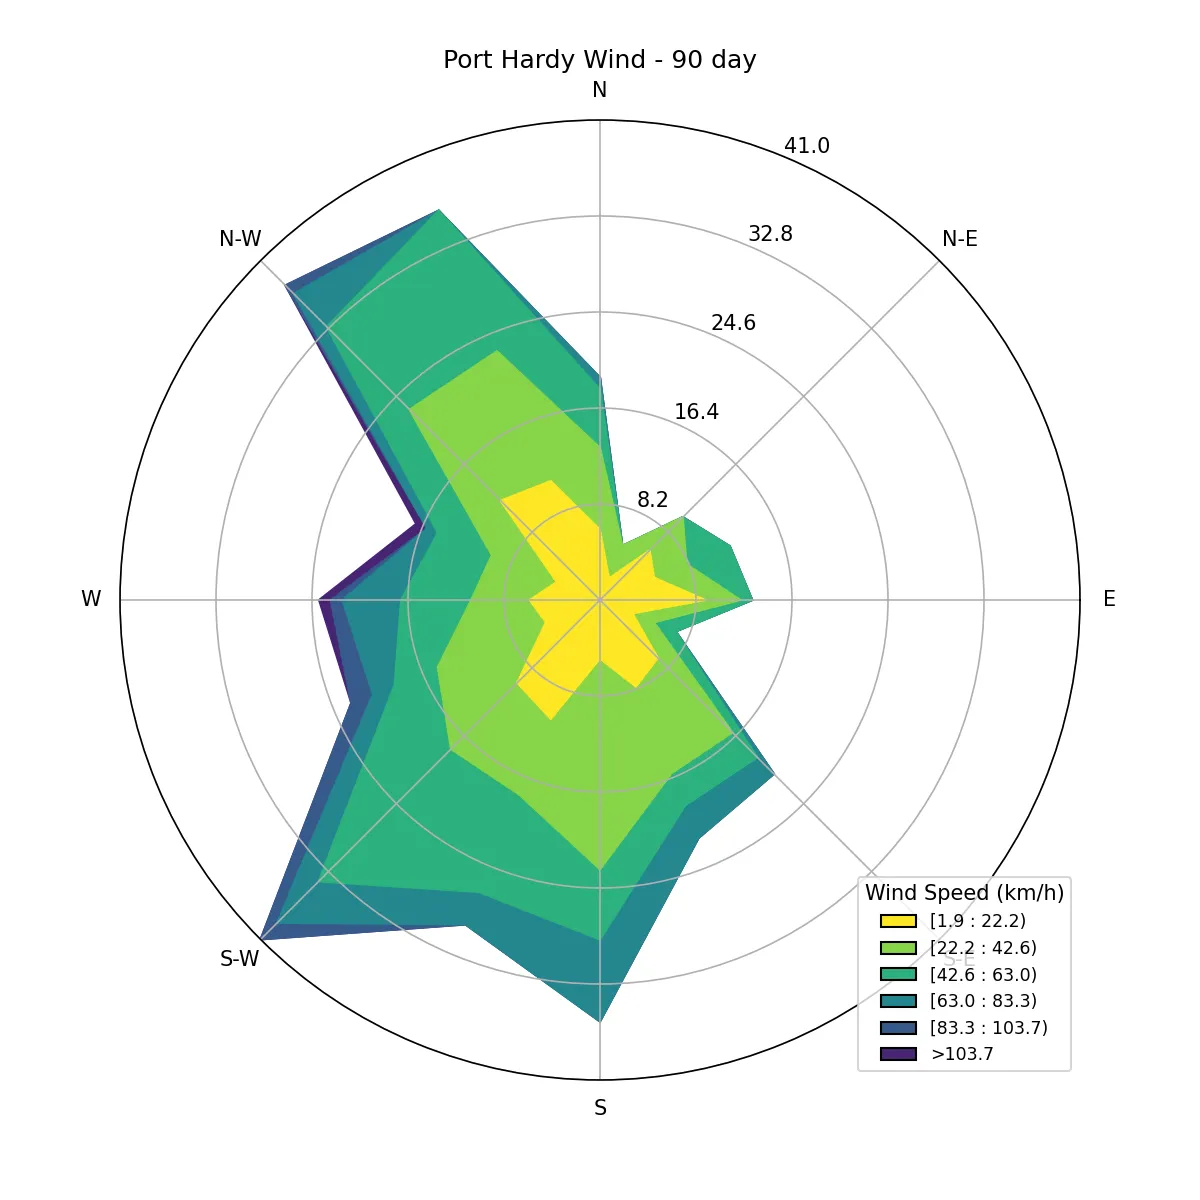 Port Hardy Wind - 90 day
N
41.0
N-W
32.8
N-E
24.6
16.4
8.2
W
E
Wind Speed (km/h)
[1.9 : 22.2)
[22.2 : 42.6)
S-W
S-E
[42.6 : 63.0)
[63.0 : 83.3)
[83.3 : 103.7)
>103.7
S